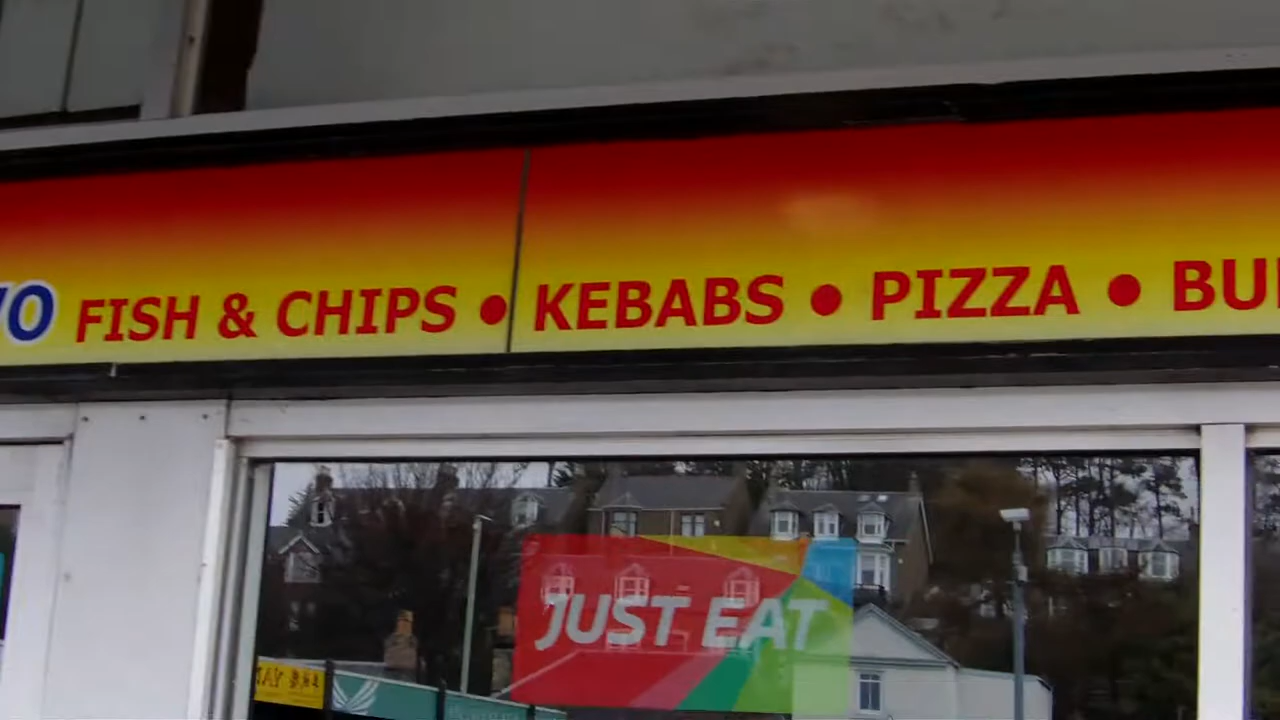 FISH & CHIPS • KEBABS • PIZZA •
JUST EAT